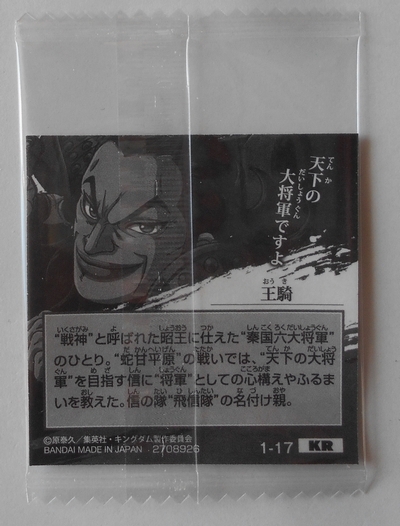 天下の
大将軍ですよ
王騎
“戦神”と呼ばれた昭王に仕えた“秦国六大将軍”
のひとり。“蛇甘平原”の戦いでは、“天下の大将
軍”を目指す信に“将軍”としての心構えやふるま
いを教えた。信の隊“飛信隊”の名付け親。
©原泰久/集英社・キングダム製作委員会
BANDAI MADE IN JAPAN 2708926
1-17 KR